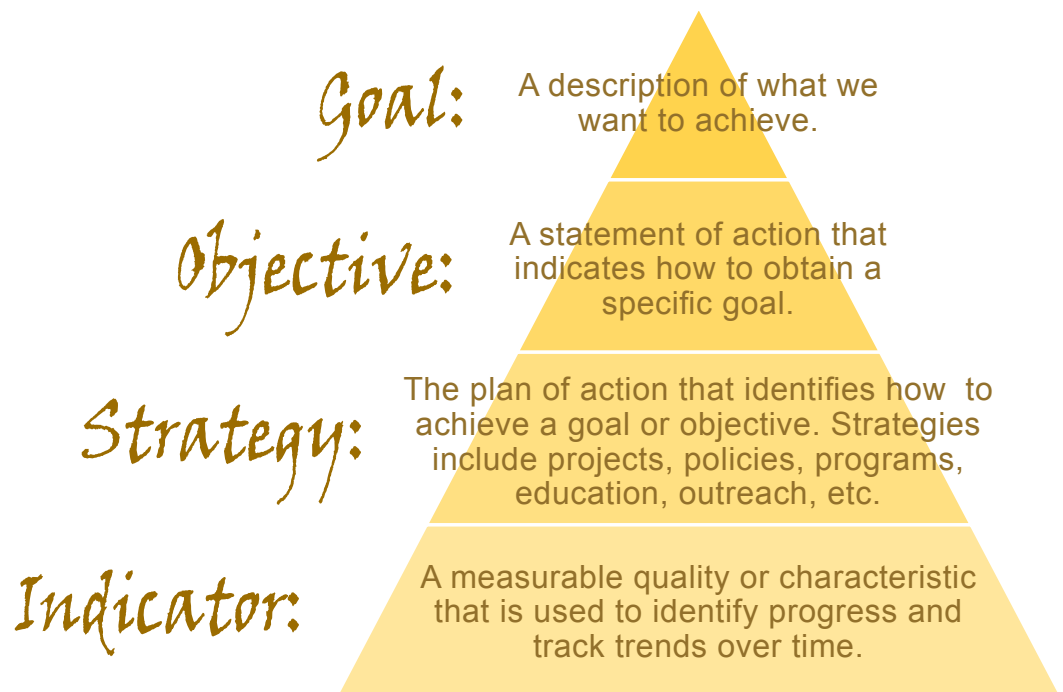 Goal:
A description of what we
want to achieve.
Objective:
A statement of action that
indicates how to obtain a
specific goal.
Strategy:
The plan of action that identifies how  to
achieve a goal or objective. Strategies
include projects, policies, programs,
education, outreach, etc.
Indicator:
A measurable quality or characteristic
that is used to identify progress and
track trends over time.